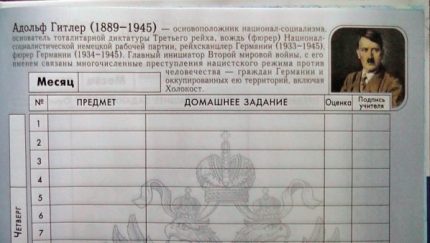 Адольф Гитлер (1889–1945) — основоположник национал-социализма,
основатель тоталитарной диктатуры Третьего рейха, вождь (фюрер) Национал-
социалистической немецкой рабочей партии, рейхсканцлер Германии (1933–1945),
фюрер Германии (1934–1945). Главный инициатор Второй мировой войны, с его
именем связаны многочисленные преступления нацистского режима против
человечества — граждан Германии и
оккупированных ею территорий, включая
Холокост.
Месяц
№ ПРЕДМЕТ ДОМАШНЕЕ ЗАДАНИЕ Оценка Подпись
учителя
1
2
3
4
5
6
7
ЧЕТВЕРГ